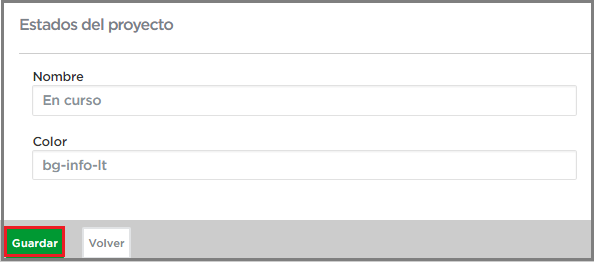 Estados del proyecto
Nombre
En curso
Color
bg-info-lt
Guardar
Volver